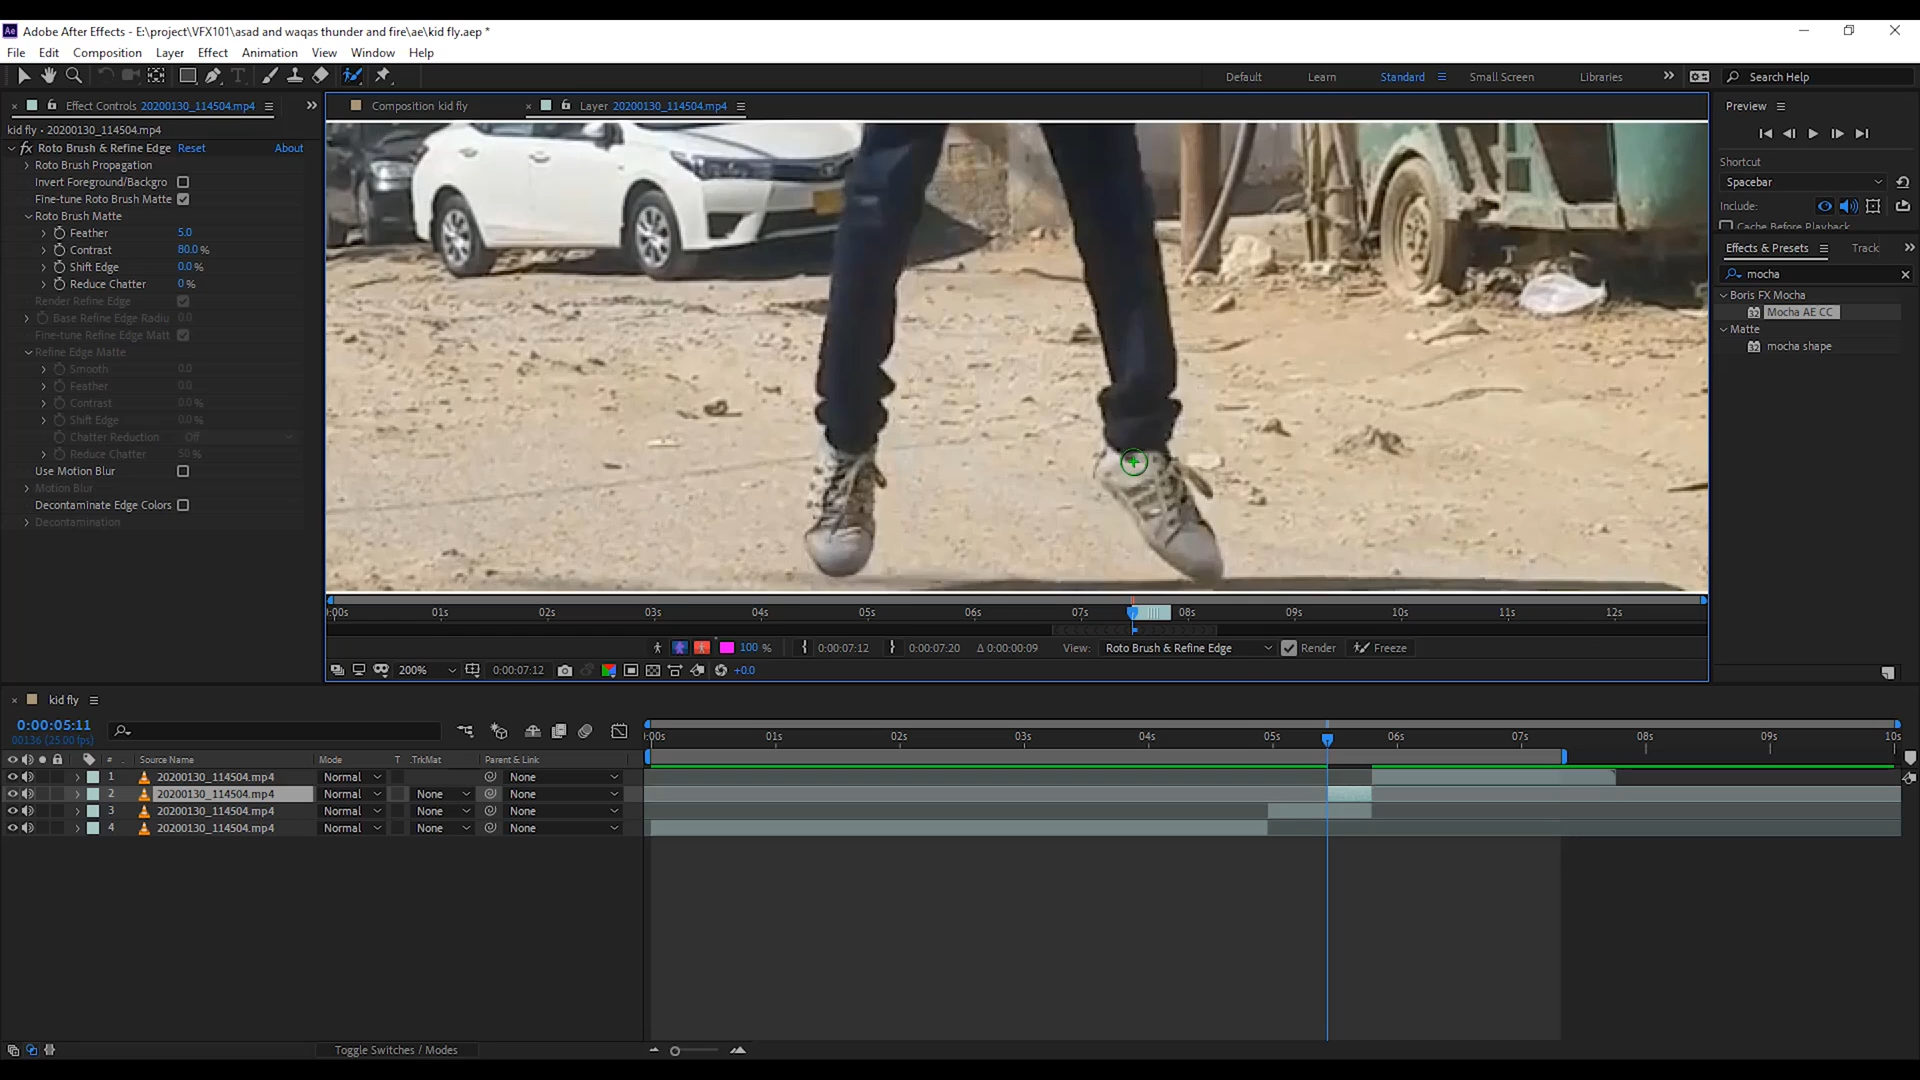 Adobe After Effects - E:\project\VFX101\asad and waqas thunder and fire\ae\kid fly.aep *
File Edit Composition Layer Effect Animation View Window Help
Default Learn Standard Small Screen Libraries Search Help
Effect Controls 20200130_114504.mp4
Composition kid fly
Layer 20200130_114504.mp4
Preview
kid fly • 20200130_114504.mp4
fx Roto Brush & Refine Edge Reset About
Roto Brush Propagation
Invert Foreground/Backgro
Fine-tune Roto Brush Matte
Roto Brush Matte
Feather 5.0
Contrast 80.0 %
Shift Edge 0.0 %
Reduce Chatter 0 %
Render Refine Edge
Base Refine Edge Radiu 0.0
Fine-tune Refine Edge Matt
Refine Edge Matte
Smooth 0.0
Feather 0.0
Contrast 0.0 %
Shift Edge 0.0 %
Chatter Reduction Off
Reduce Chatter 50 %
Use Motion Blur
Motion Blur
Decontaminate Edge Colors
Decontamination
Shortcut
Spacebar
Include:
Cache Before Playback
Effects & Presets Track
mocha
Boris FX Mocha
Mocha AE CC
Matte
mocha shape
):00s 01s 02s 03s 04s 05s 06s 07s 08s 09s 10s 11s 12s
100 % 0:00:07:12 0:00:07:20 Δ 0:00:00:09 View: Roto Brush & Refine Edge Render Freeze
200% 0:00:07:12 +0.0
kid fly
0:00:05:11
00136 (25.00 fps)
):00s 01s 02s 03s 04s 05s 06s 07s 08s 09s 10s
# Source Name Mode T .TrkMat Parent & Link
1 20200130_114504.mp4 Normal None
2 20200130_114504.mp4 Normal None None
3 20200130_114504.mp4 Normal None None
4 20200130_114504.mp4 Normal None None
Toggle Switches / Modes